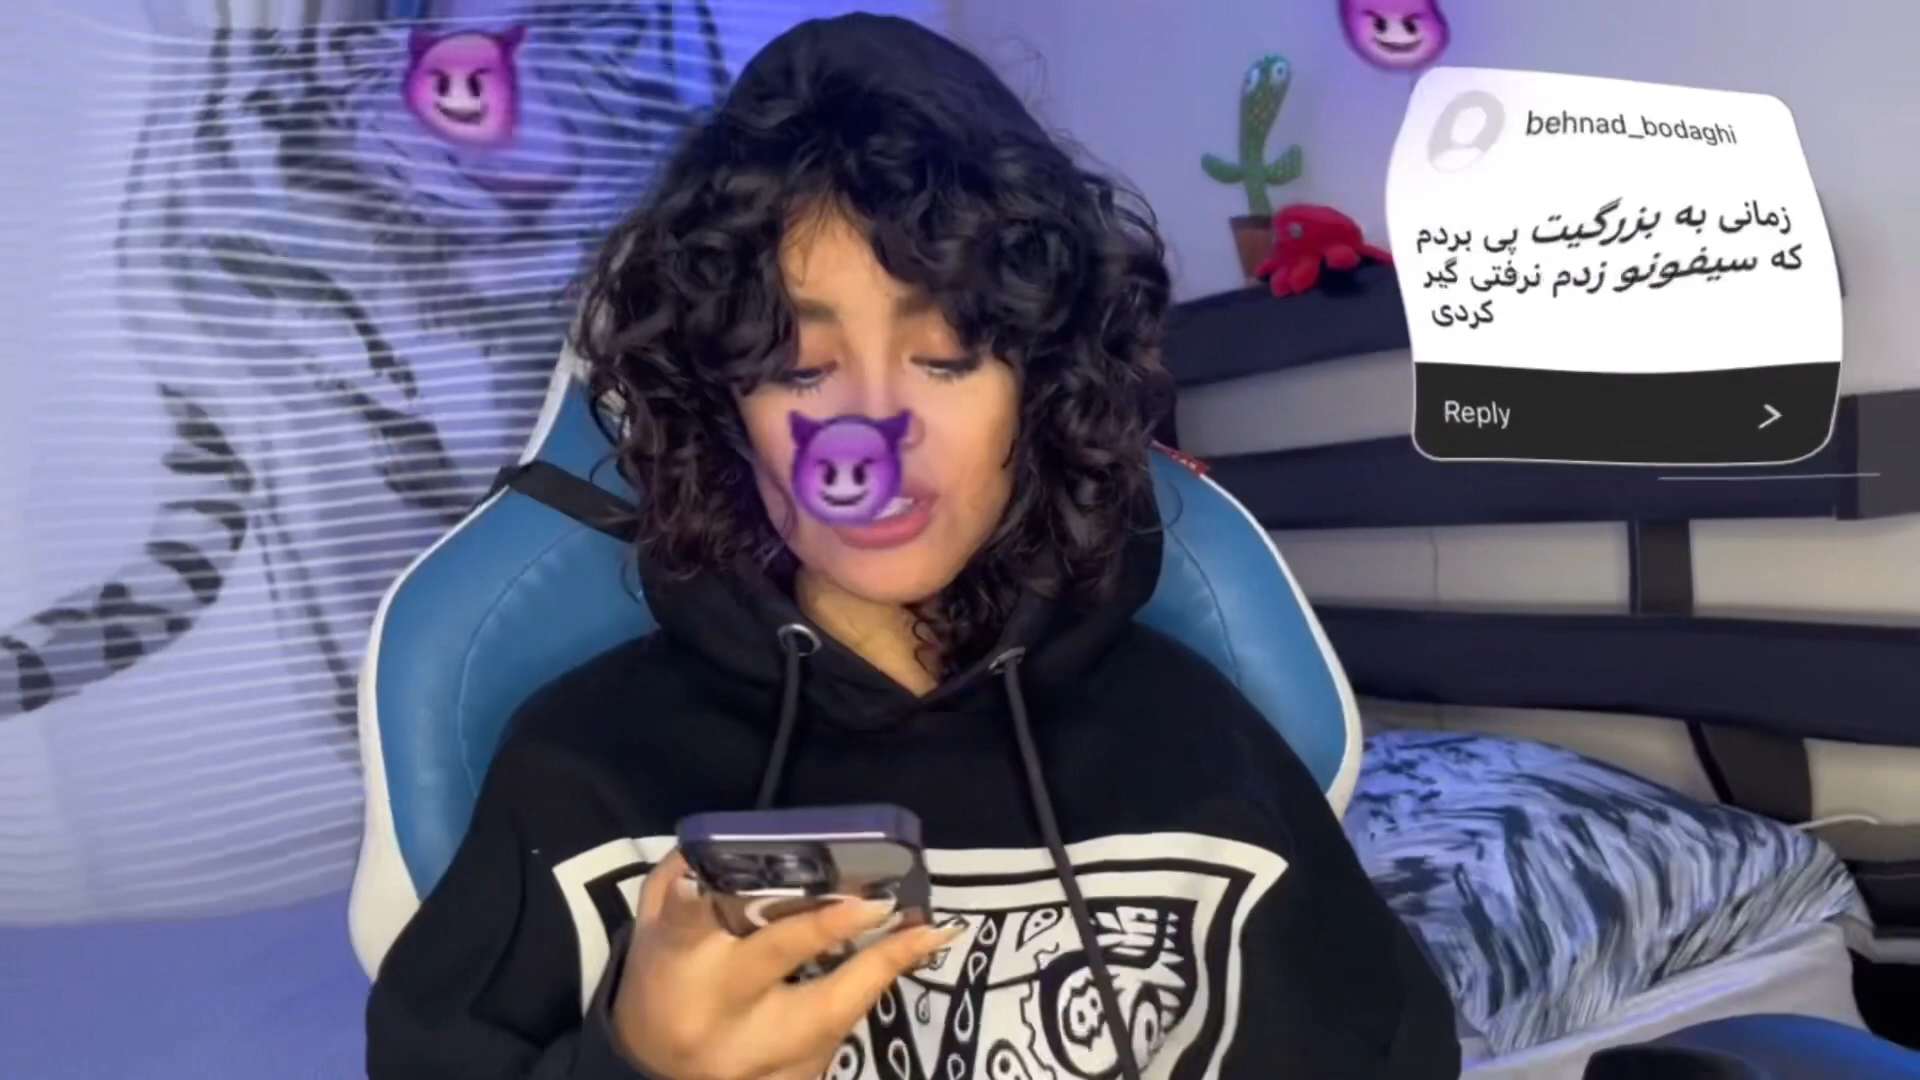 behnad_bodaghi
زمانی به بزرگیت پی بردم
که سیفونو زدم نرفتی گیر
کردی
Reply